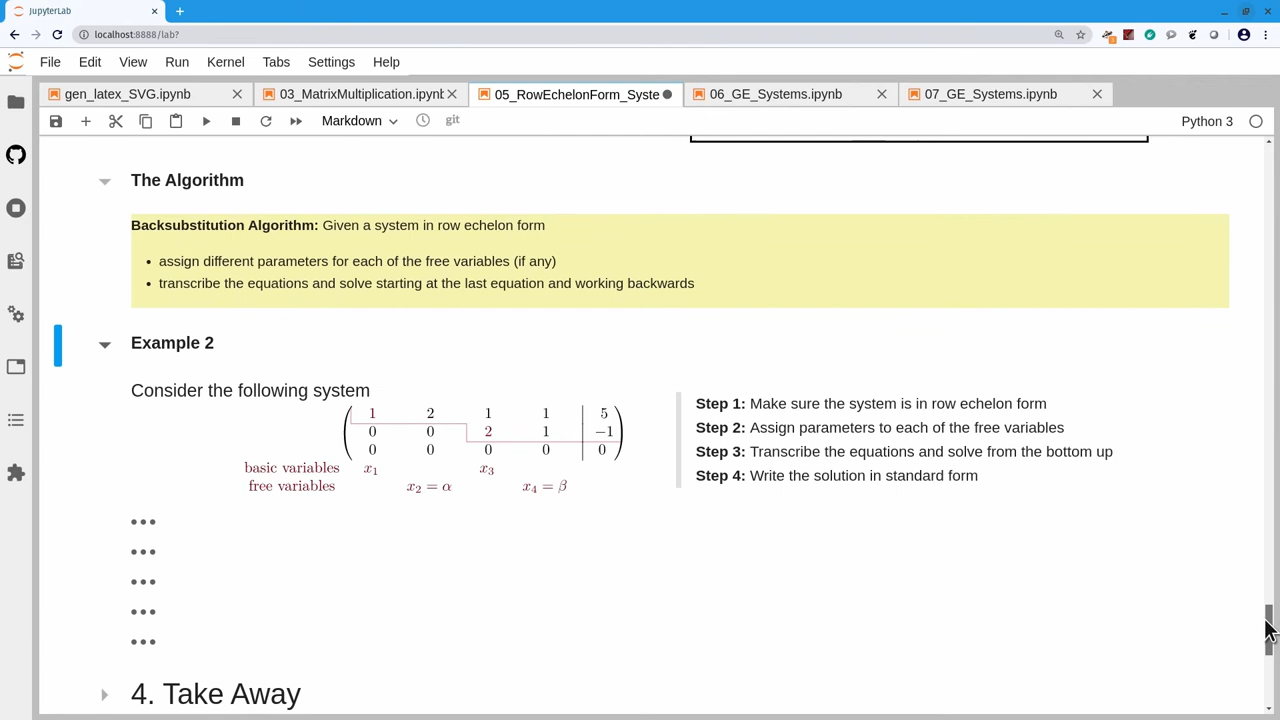 JupyterLab
localhost:8888/lab?
File Edit View Run Kernel Tabs Settings Help
gen_latex_SVG.ipynb 03_MatrixMultiplication.ipynb 05_RowEchelonForm_Syste 06_GE_Systems.ipynb 07_GE_Systems.ipynb
Markdown git Python 3
The Algorithm
Backsubstitution Algorithm: Given a system in row echelon form
• assign different parameters for each of the free variables (if any)
• transcribe the equations and solve starting at the last equation and working backwards
Example 2
Consider the following system
1 2 1 1 | 5
0 0 2 1 | −1
0 0 0 0 | 0
basic variables x₁ x₃
free variables x₂ = α x₄ = β
Step 1: Make sure the system is in row echelon form
Step 2: Assign parameters to each of the free variables
Step 3: Transcribe the equations and solve from the bottom up
Step 4: Write the solution in standard form
4. Take Away